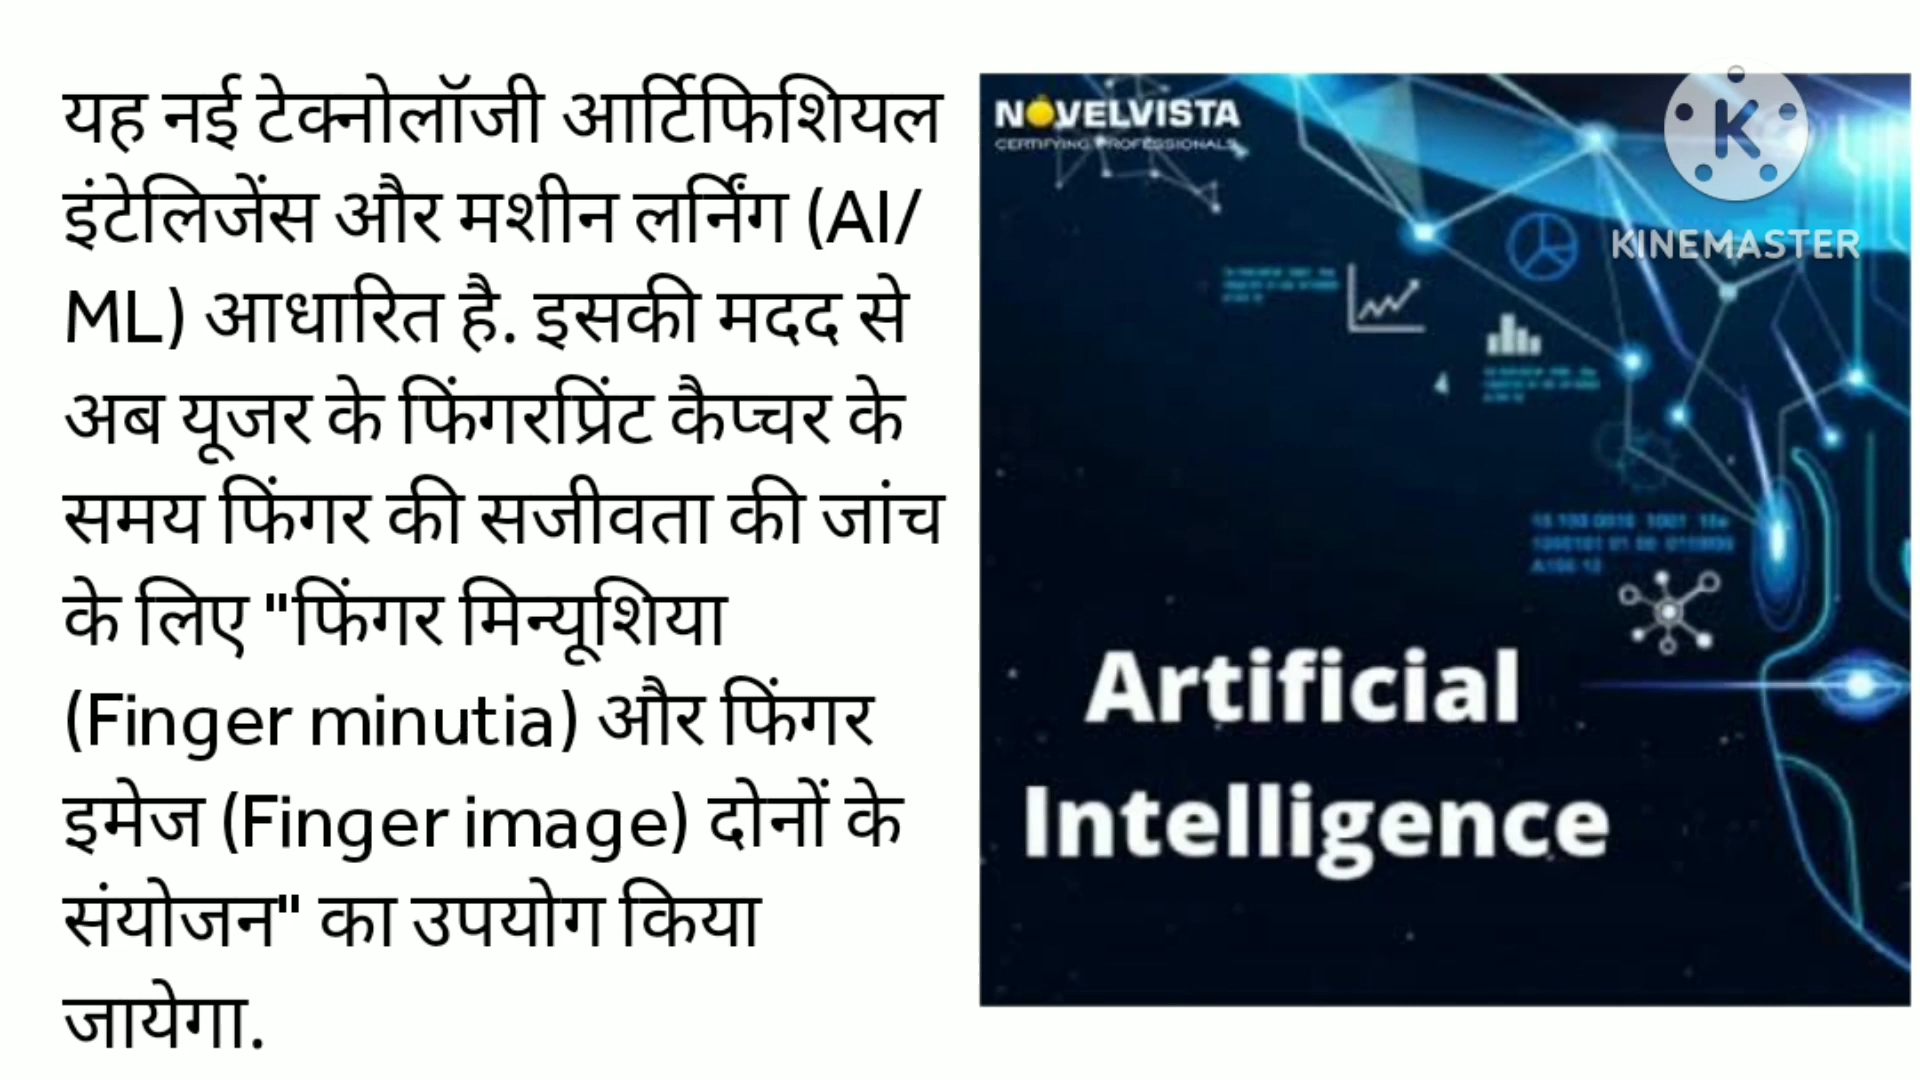 यह नई टेक्नोलॉजी आर्टिफिशियल
इंटेलिजेंस और मशीन लर्निंग (AI/
ML) आधारित है. इसकी मदद से
अब यूजर के फिंगरप्रिंट कैप्चर के
समय फिंगर की सजीवता की जांच
के लिए "फिंगर मिन्यूशिया
(Finger minutia) और फिंगर
इमेज (Finger image) दोनों के
संयोजन" का उपयोग किया
जायेगा.
NOVELVISTA
CERTIFYING PROFESSIONALS
K
KINEMASTER
4
Artificial
Intelligence